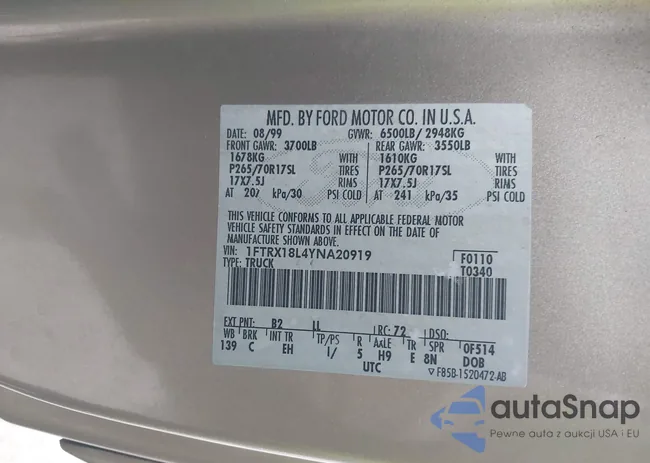 MFD. BY FORD MOTOR CO. IN U.S.A.
DATE 08/99 GVWR: 6500LB/ 2948KG
FRONT GAWR: 3700LB REAR GAWR: 3550LB
1678KG WITH 1610KG WITH
P265/70R17SL TIRES P265/70R17SL TIRES
17X7.5J RIMS 17X7.5J RIMS
AT 207 kPa/30 PSI COLD AT 241 kPa/35 PSI COLD
THIS VEHICLE CONFORMS TO ALL APPLICABLE FEDERAL MOTOR
VEHICLE SAFETY STANDARDS IN EFFECT ON THE DATE OF
MANUFACTURE SHOWN ABOVE.
VIN: 1FTRX18L4YNA20919 F0110
TYPE: TRUCK T0340
EXT PNT: B2 LL RC: 72 DSO:
WB BRK INT TR TP/PS R AXLE TR SPR 0F514
139 C EH 1/ 5 H9 E 8N DOB
UTC ▽ F85B-1520472-AB
autaSnap
Pewne auta z aukcji USA i EU